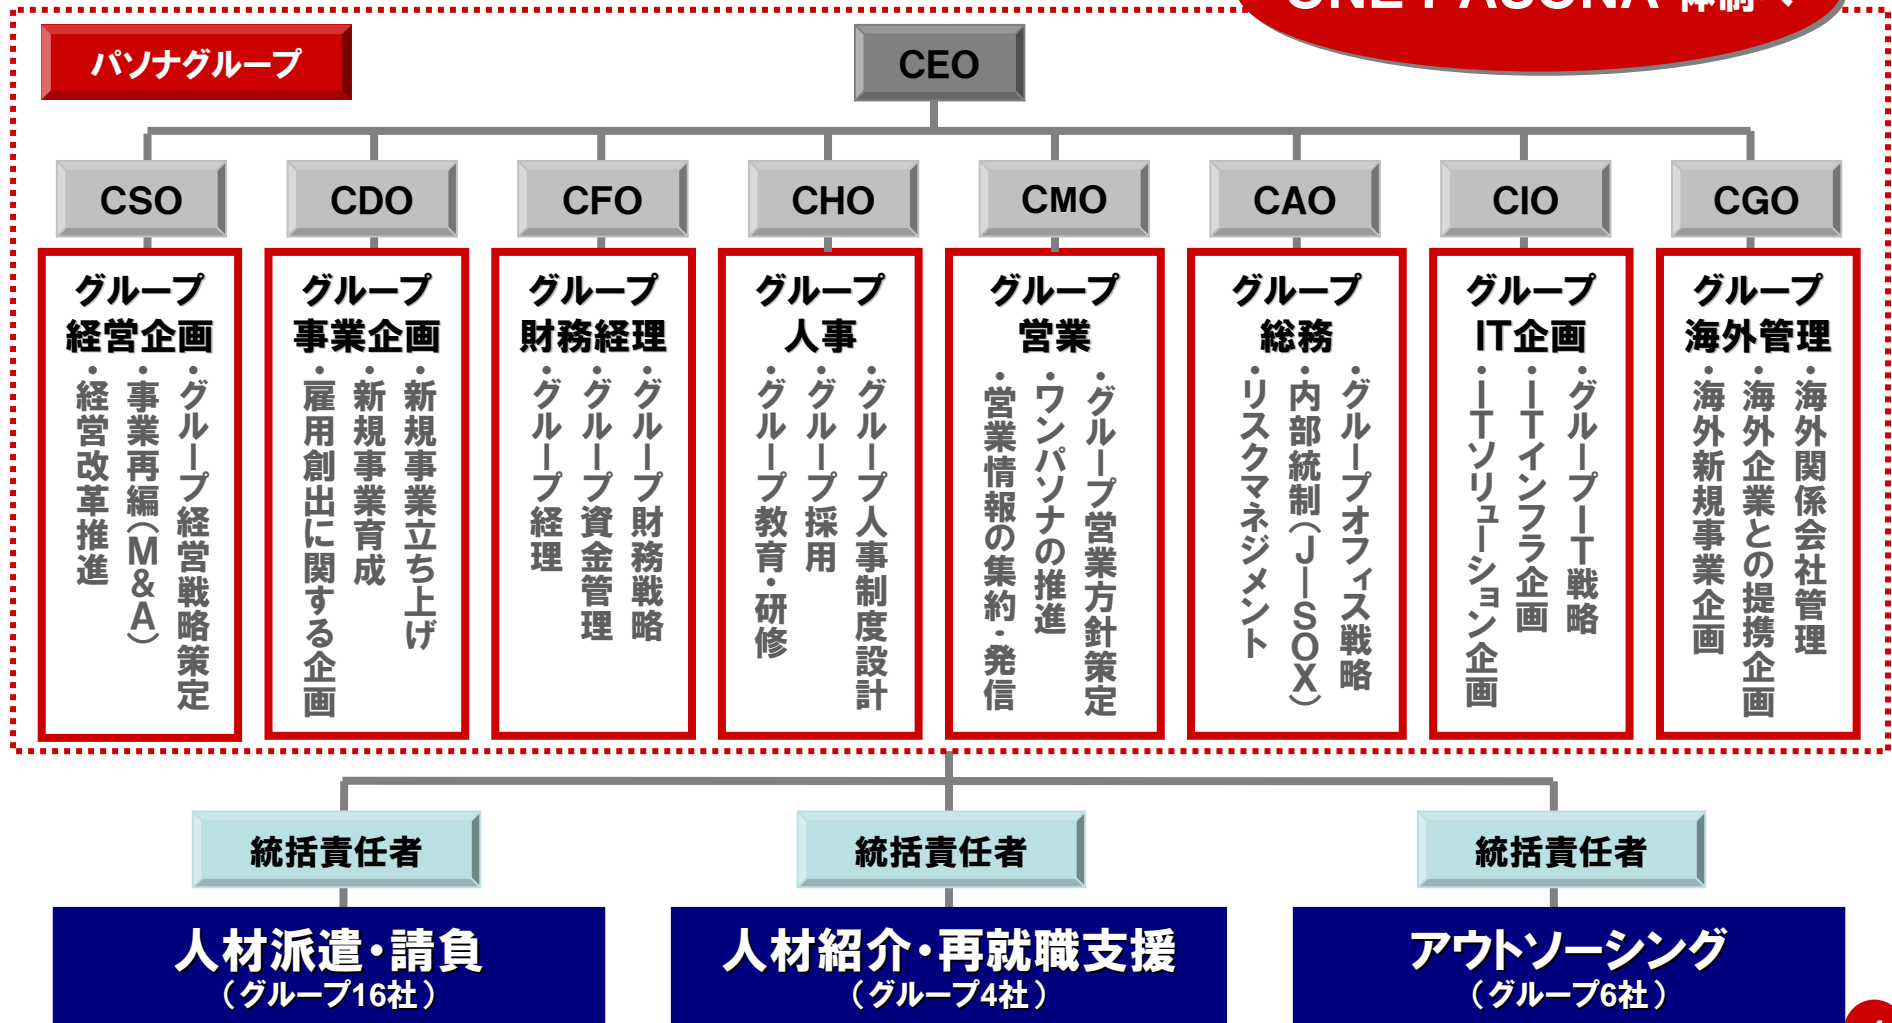 ONE PASONA 体制へ
パソナグループ
CEO
CSO
CDO
CFO
CHO
CMO
CAO
CIO
CGO
グループ
経営企画
・グループ経営戦略策定
・事業再編（M&A）
・経営改革推進
グループ
事業企画
・新規事業立ち上げ
・新規事業育成
・雇用創出に関する企画
グループ
財務経理
・グループ財務戦略
・グループ資金管理
・グループ経理
グループ
人事
・グループ人事制度設計
・グループ採用
・グループ教育・研修
グループ
営業
・グループ営業方針策定
・ワンパソナの推進
・営業情報の集約・発信
グループ
総務
・グループオフィス戦略
・内部統制（J－SOX）
・リスクマネジメント
グループ
IT企画
・グループIT戦略
・ITインフラ企画
・ITソリューション企画
グループ
海外管理
・海外関係会社管理
・海外企業との提携企画
・海外新規事業企画
統括責任者
統括責任者
統括責任者
人材派遣・請負
（グループ16社）
人材紹介・再就職支援
（グループ4社）
アウトソーシング
（グループ6社）